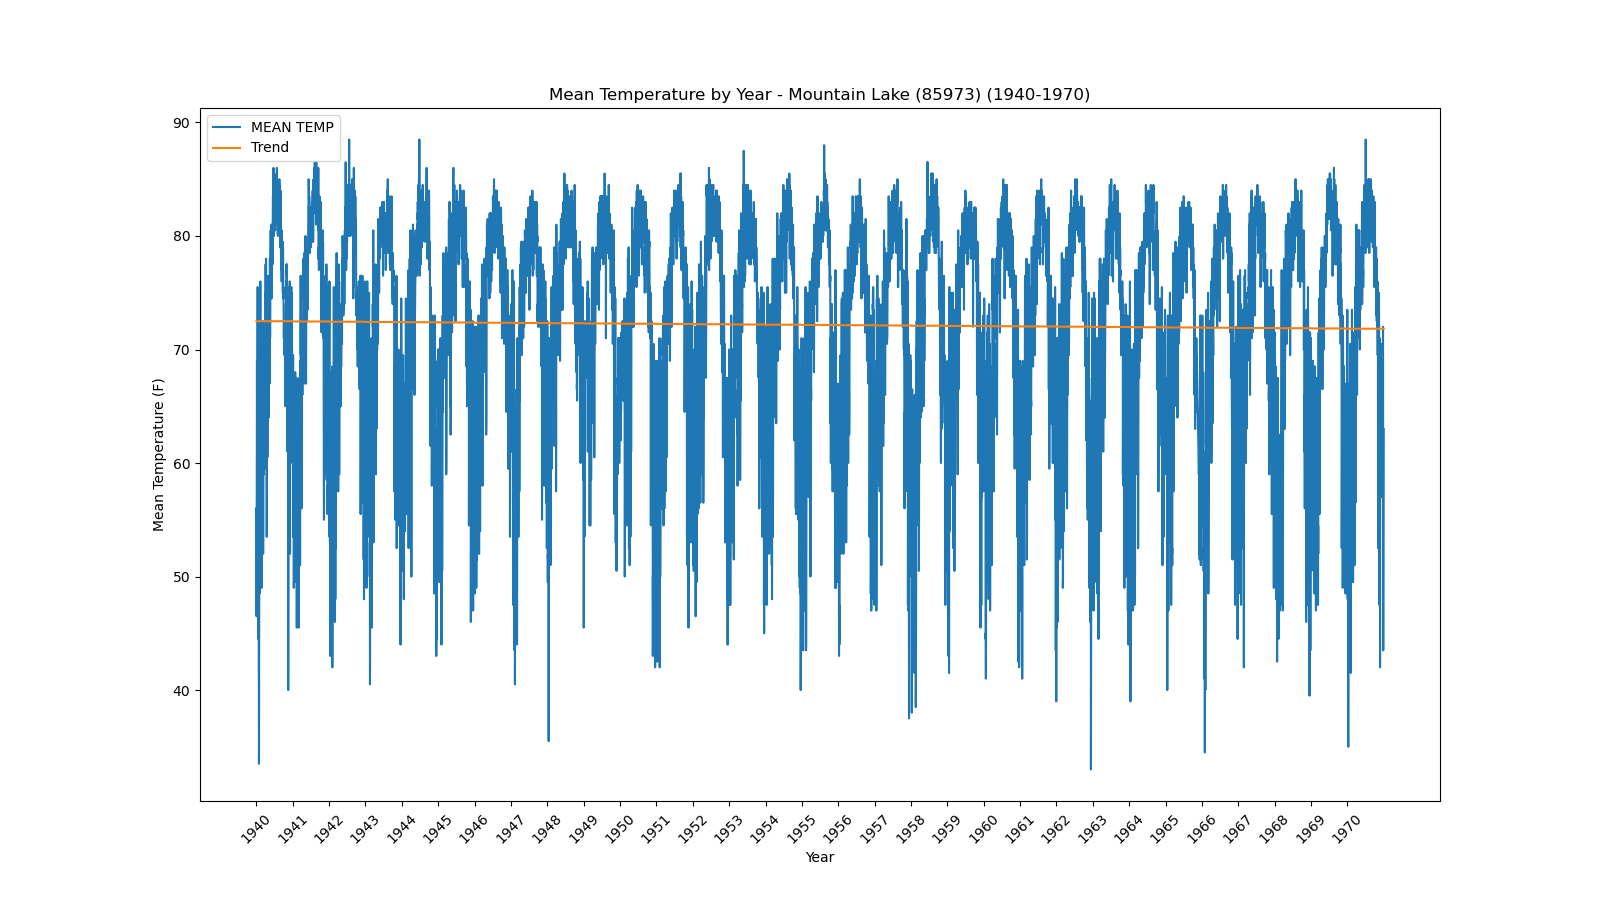 Mean Temperature by Year - Mountain Lake (85973) (1940-1970)
MEAN TEMP
Trend
Mean Temperature (F)
90
80
70
60
50
40
1940 1941 1942 1943 1944 1945 1946 1947 1948 1949 1950 1951 1952 1953 1954 1955 1956 1957 1958 1959 1960 1961 1962 1963 1964 1965 1966 1967 1968 1969 1970
Year